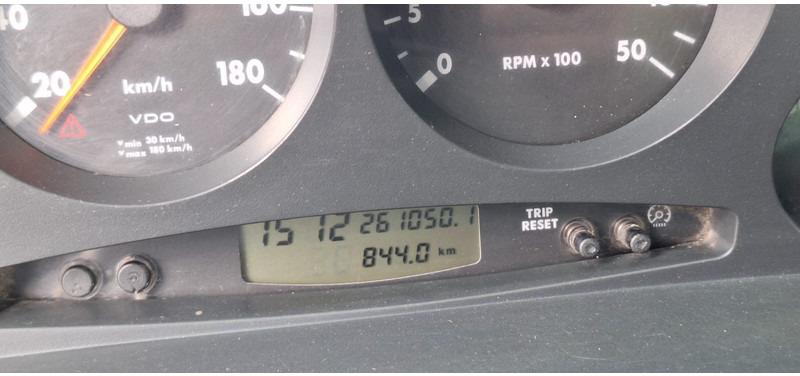 40
20
km/h
160
180
VDO
min 30 km/h
max 180 km/h
5
0
RPM x 100
50
15 12 261050.1
844.0 km
TRIP
RESET